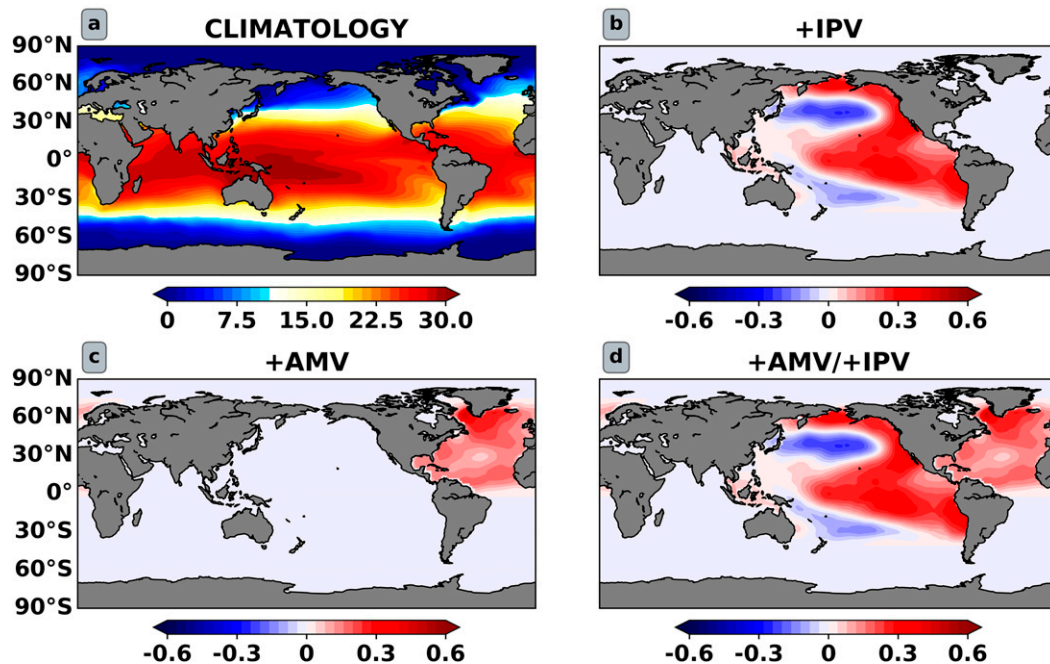 a CLIMATOLOGY
90°N
60°N
30°N
0°
30°S
60°S
90°S
0 7.5 15.0 22.5 30.0
b +IPV
-0.6 -0.3 0 0.3 0.6
c +AMV
90°N
60°N
30°N
0°
30°S
60°S
90°S
-0.6 -0.3 0 0.3 0.6
d +AMV/+IPV
-0.6 -0.3 0 0.3 0.6